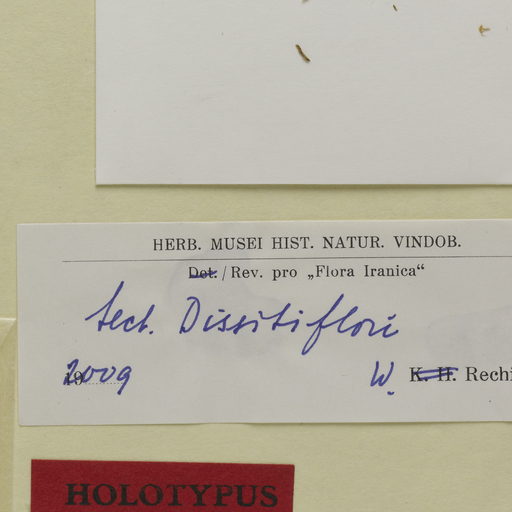 HERB. MUSEI HIST. NATUR. VINDOB.
Det. / Rev. pro „Flora Iranica“
sect. Dissitiflori
2009 W. K. H. Rechi
HOLOTYPUS